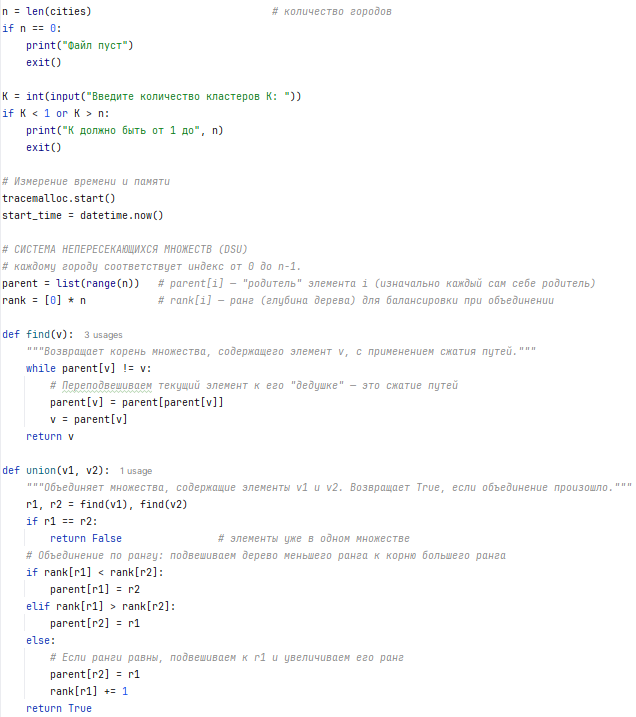 n = len(cities)                              # количество городов
if n == 0:
    print("Файл пуст")
    exit()

K = int(input("Введите количество кластеров K: "))
if K < 1 or K > n:
    print("K должно быть от 1 до", n)
    exit()

# Измерение времени и памяти
tracemalloc.start()
start_time = datetime.now()

# СИСТЕМА НЕПЕРЕСЕКАЮЩИХСЯ МНОЖЕСТВ (DSU)
# каждому городу соответствует индекс от 0 до n-1.
parent = list(range(n))   # parent[i] — "родитель" элемента i (изначально каждый сам себе родитель)
rank = [0] * n            # rank[i] — ранг (глубина дерева) для балансировки при объединении

def find(v):   3 usages
    """Возвращает корень множества, содержащего элемент v, с применением сжатия путей."""
    while parent[v] != v:
        # Переподвешиваем текущий элемент к его "дедушке" — это сжатие путей
        parent[v] = parent[parent[v]]
        v = parent[v]
    return v

def union(v1, v2):   1 usage
    """Объединяет множества, содержащие элементы v1 и v2. Возвращает True, если объединение произошло."""
    r1, r2 = find(v1), find(v2)
    if r1 == r2:
        return False                # элементы уже в одном множестве
    # Объединение по рангу: подвешиваем дерево меньшего ранга к корню большего ранга
    if rank[r1] < rank[r2]:
        parent[r1] = r2
    elif rank[r1] > rank[r2]:
        parent[r2] = r1
    else:
        # Если ранги равны, подвешиваем к r1 и увеличиваем его ранг
        parent[r2] = r1
        rank[r1] += 1
    return True